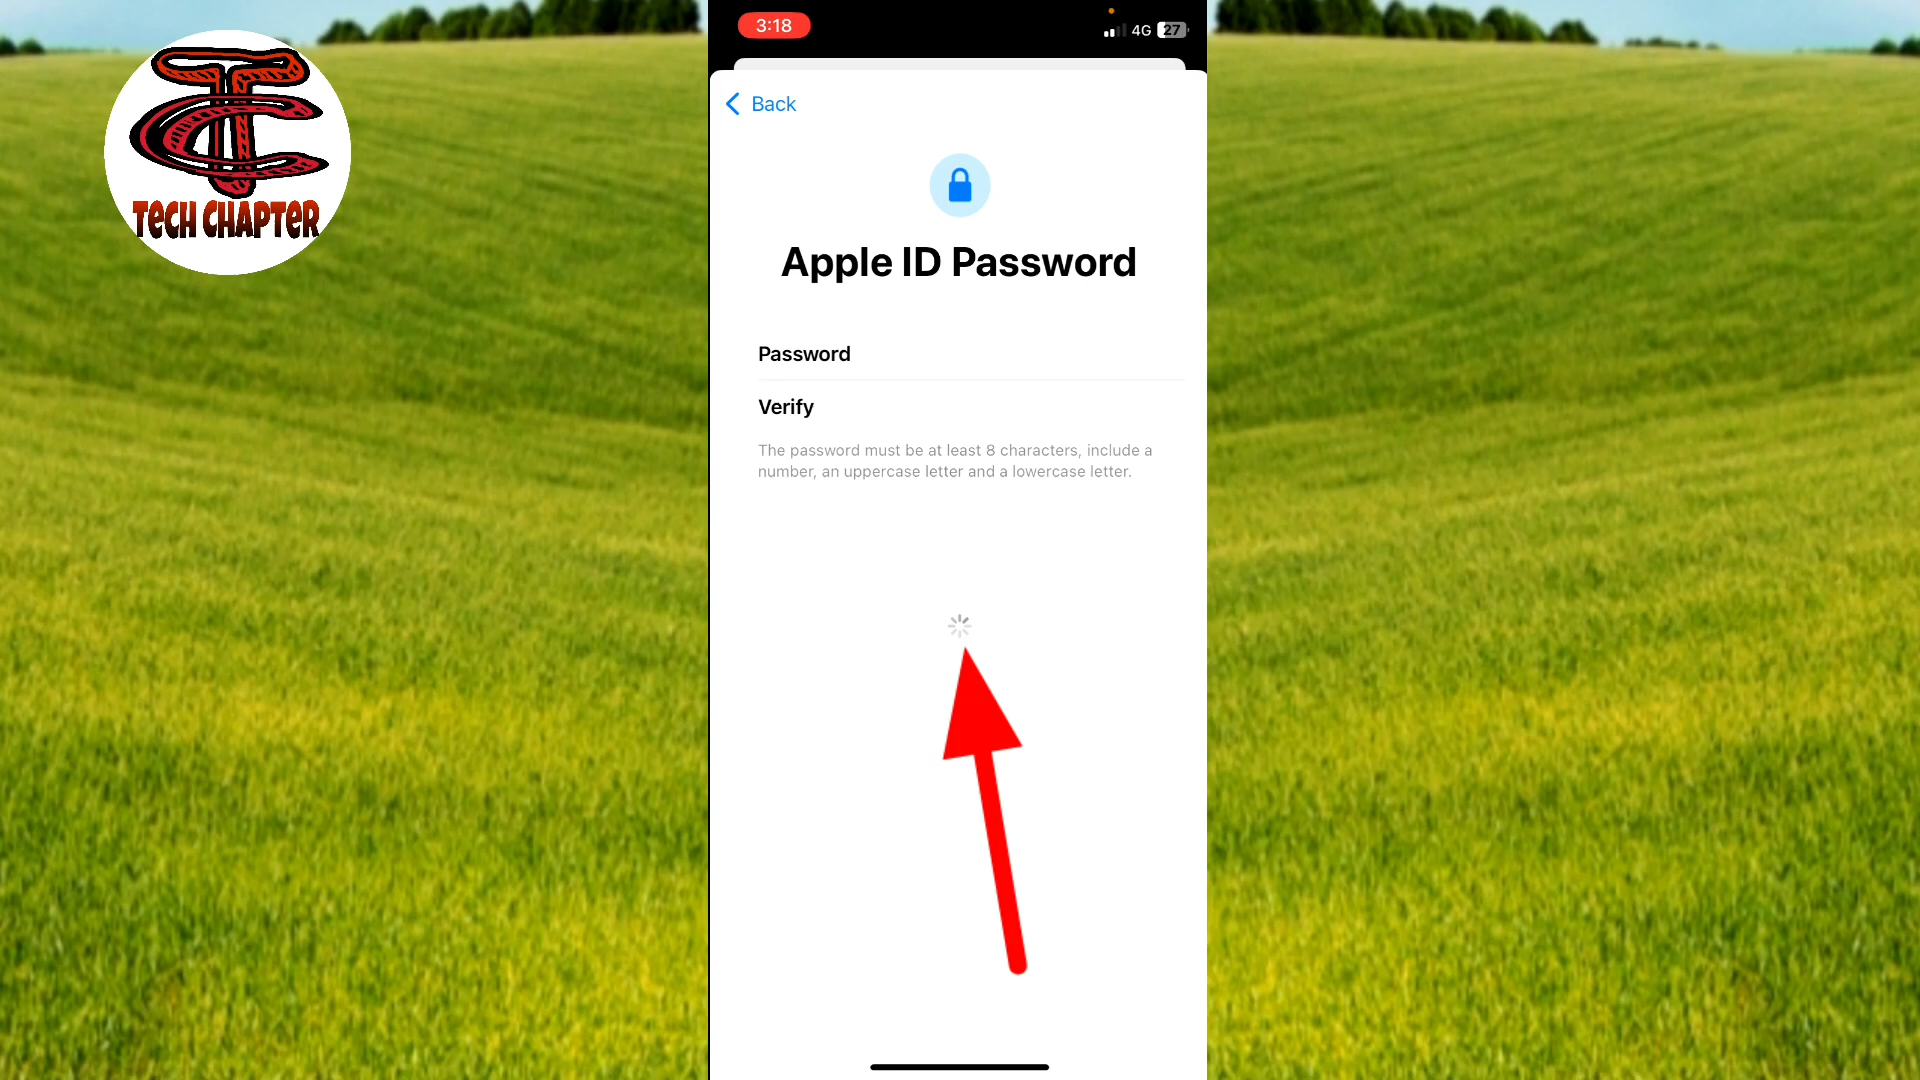 TECH CHAPTER
3:18
4G
27
Back
Apple ID Password
Password
Verify
The password must be at least 8 characters, include a
number, an uppercase letter and a lowercase letter.